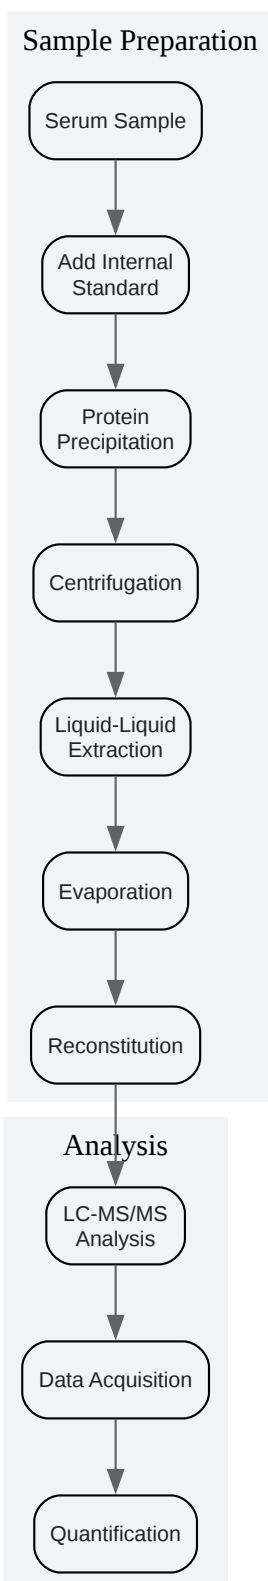 Sample Preparation
Serum Sample
Add Internal
Standard
Protein
Precipitation
Centrifugation
Liquid-Liquid
Extraction
Evaporation
Reconstitution
Analysis
LC-MS/MS
Analysis
Data Acquisition
Quantification